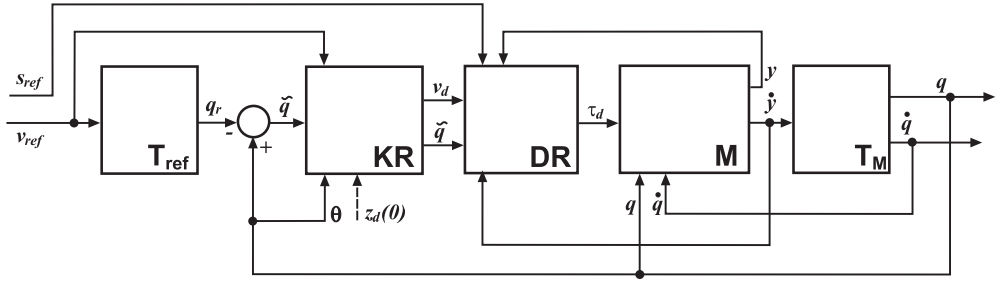 s_ref
v_ref
T_ref
q_r
-
+
q̃
KR
θ
z_d(0)
v_d
q̃
DR
τ_d
M
q
q̇
y
ẏ
T_M
q
q̇